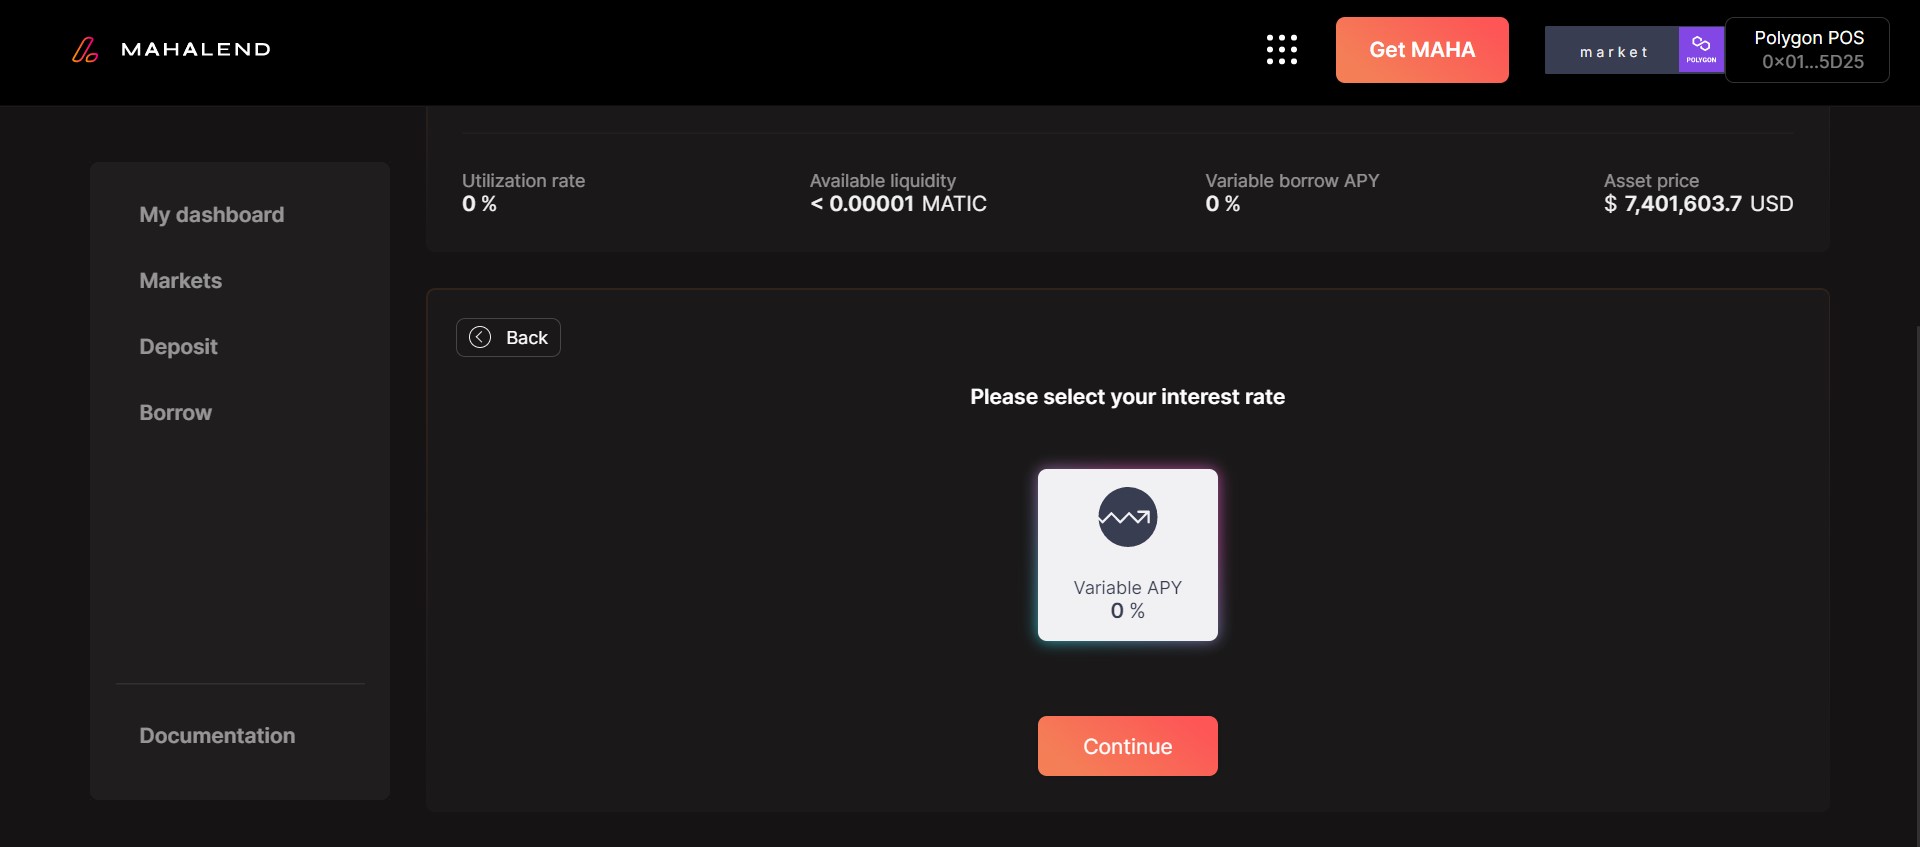 MAHALEND
Get MAHA
market
POLYGON
Polygon POS
0x01...5D25
My dashboard
Markets
Deposit
Borrow
Documentation
Utilization rate
0 %
Available liquidity
< 0.00001 MATIC
Variable borrow APY
0 %
Asset price
$ 7,401,603.7 USD
Back
Please select your interest rate
Variable APY
0 %
Continue